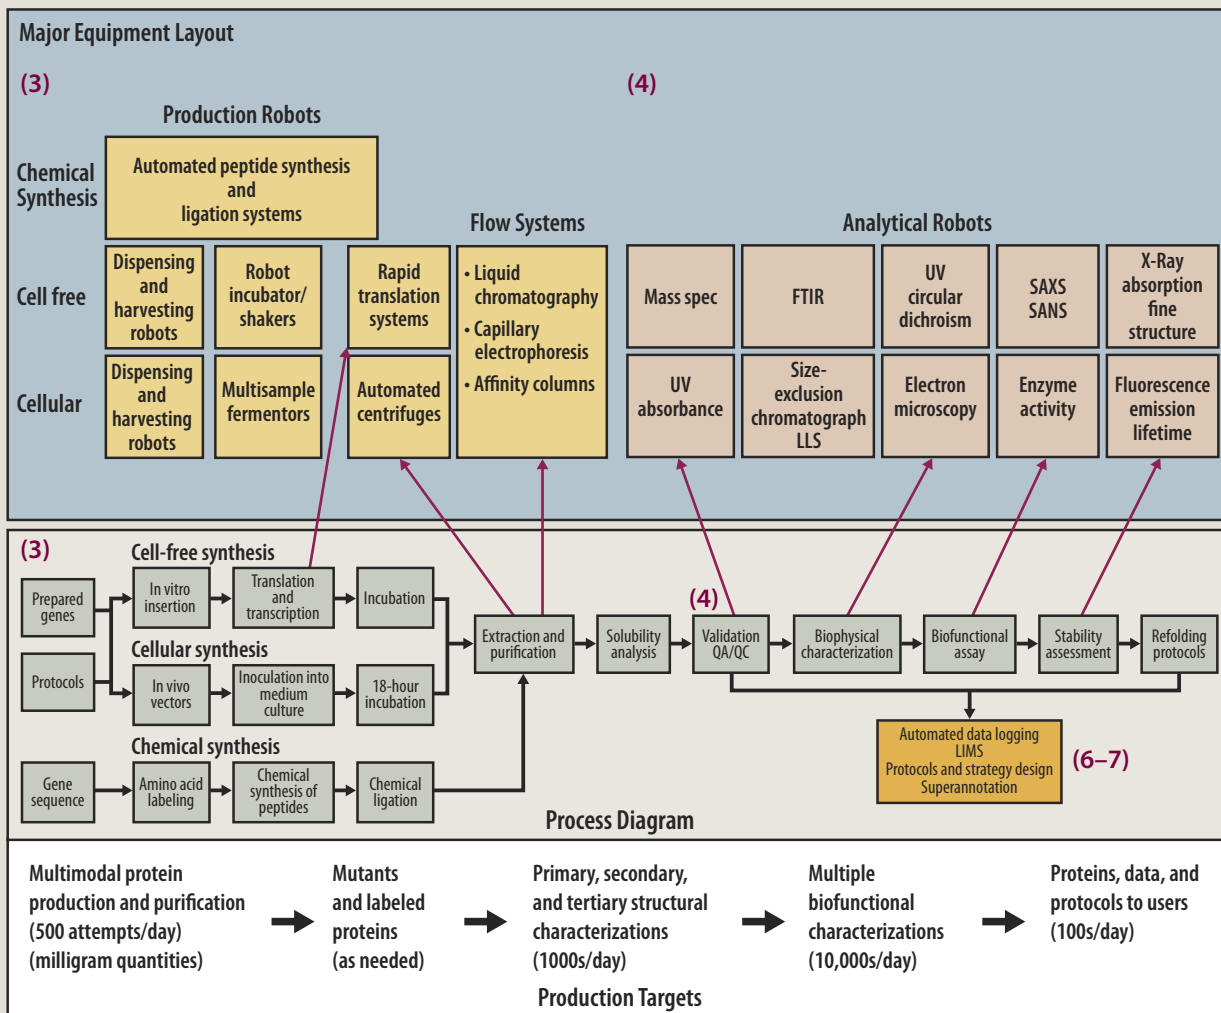 Major Equipment Layout
(3)
(4)
Production Robots
Chemical
Synthesis
Automated peptide synthesis
and
ligation systems
Flow Systems
Analytical Robots
Cell free
Dispensing
and
harvesting
robots
Robot
incubator/
shakers
Rapid
translation
systems
• Liquid
chromatography
• Capillary
electrophoresis
• Affinity columns
Mass spec
FTIR
UV
circular
dichroism
SAXS
SANS
X-Ray
absorption
fine
structure
Cellular
Dispensing
and
harvesting
robots
Multisample
fermentors
Automated
centrifuges
UV
absorbance
Size-
exclusion
chromatograph
LLS
Electron
microscopy
Enzyme
activity
Fluorescence
emission
lifetime
(3)
Cell-free synthesis
Prepared
genes
In vitro
insertion
Translation
and
transcription
Incubation
Protocols
Cellular synthesis
In vivo
vectors
Inoculation into
medium
culture
18-hour
incubation
Extraction and
purification
Solubility
analysis
(4)
Validation
QA/QC
Biophysical
characterization
Biofunctional
assay
Stability
assessment
Refolding
protocols
Chemical synthesis
Gene
sequence
Amino acid
labeling
Chemical
synthesis of
peptides
Chemical
ligation
Automated data logging
LIMS
Protocols and strategy design
Superannotation
(6–7)
Process Diagram
Multimodal protein
production and purification
(500 attempts/day)
(milligram quantities)
Mutants
and labeled
proteins
(as needed)
Primary, secondary,
and tertiary structural
characterizations
(1000s/day)
Multiple
biofunctional
characterizations
(10,000s/day)
Proteins, data, and
protocols to users
(100s/day)
Production Targets